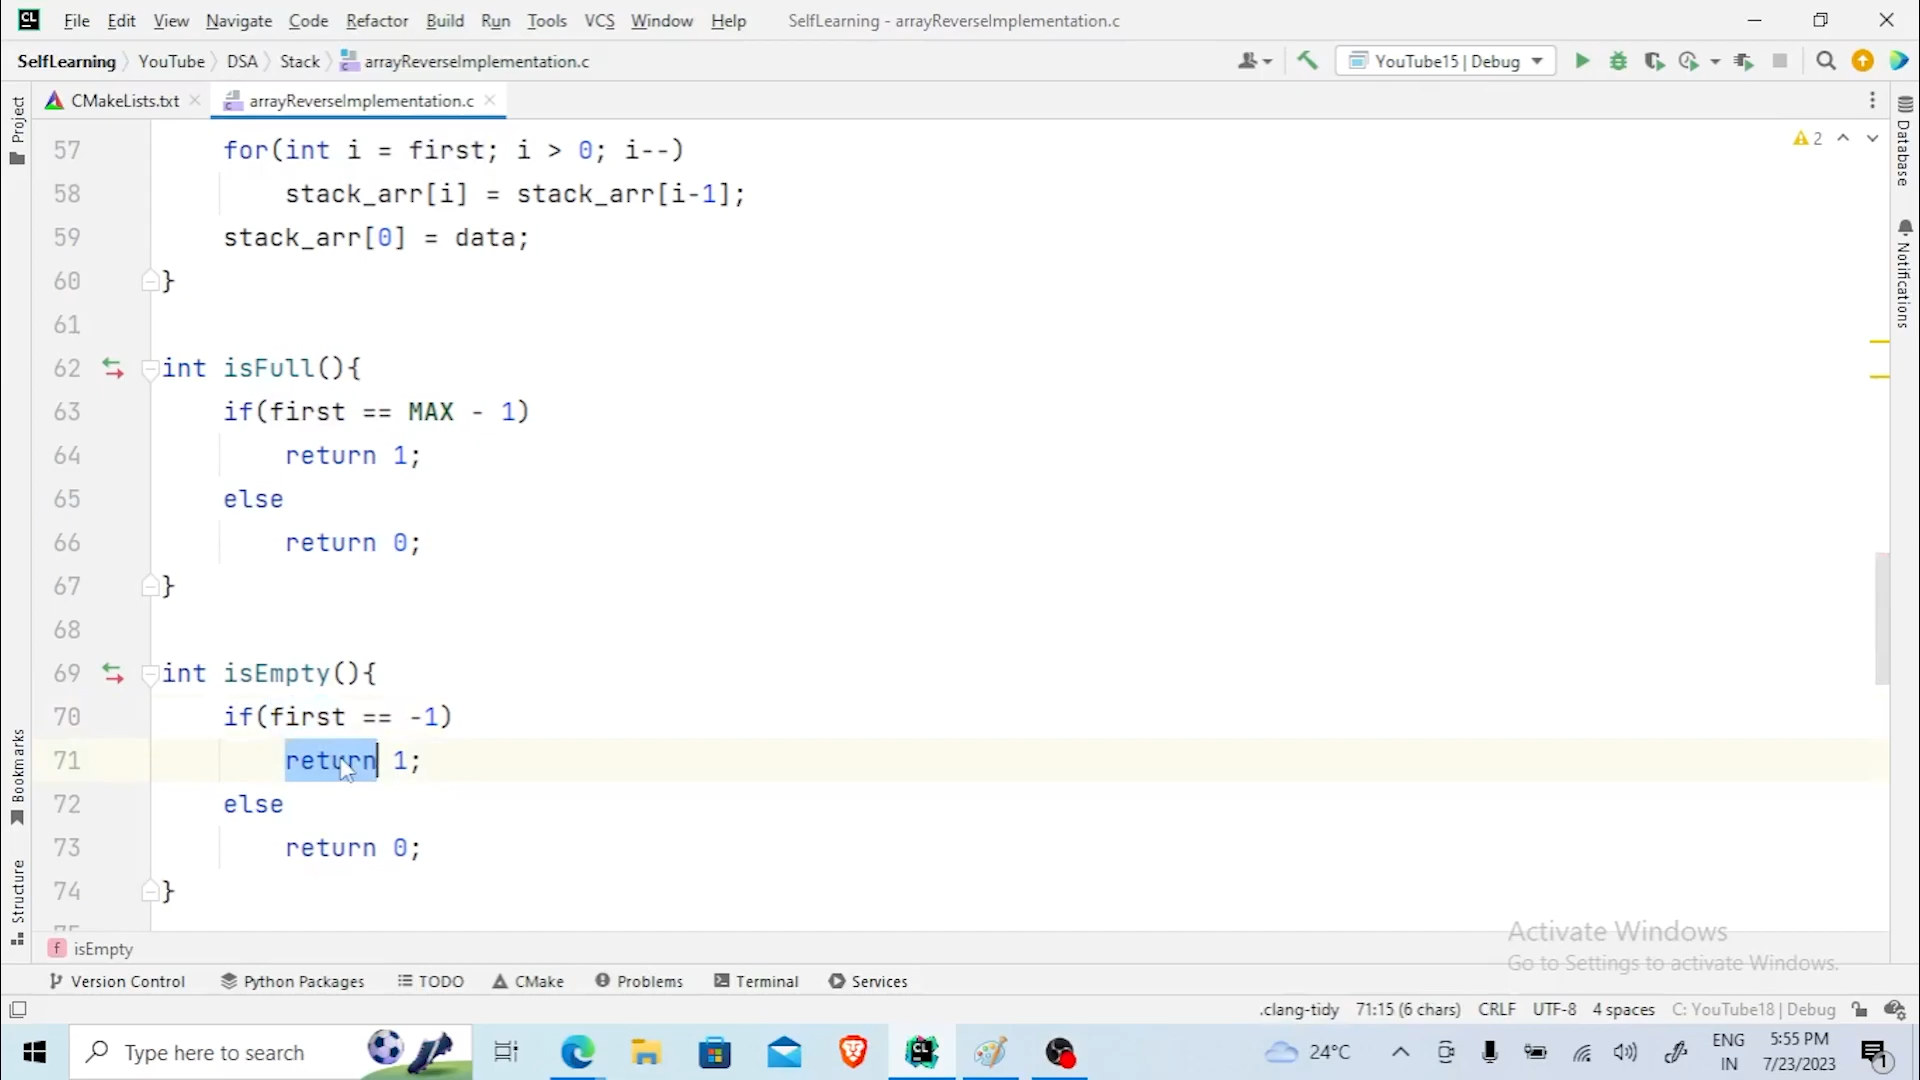 CL File Edit View Navigate Code Refactor Build Run Tools VCS Window Help SelfLearning - arrayReverseImplementation.c
SelfLearning YouTube DSA Stack arrayReverseImplementation.c YouTube15 | Debug
CMakeLists.txt arrayReverseImplementation.c
Project
Database
Notifications
Bookmarks
Structure
2
57 for(int i = first; i > 0; i--)
58 stack_arr[i] = stack_arr[i-1];
59 stack_arr[0] = data;
60 }
61
62 int isFull(){
63 if(first == MAX - 1)
64 return 1;
65 else
66 return 0;
67 }
68
69 int isEmpty(){
70 if(first == -1)
71 return 1;
72 else
73 return 0;
74 }
75
Activate Windows
Go to Settings to activate Windows.
f isEmpty
Version Control Python Packages TODO CMake Problems Terminal Services
.clang-tidy 71:15 (6 chars) CRLF UTF-8 4 spaces C: YouTube18 | Debug
Type here to search CL 24°C ENG 5:55 PM
IN 7/23/2023 1